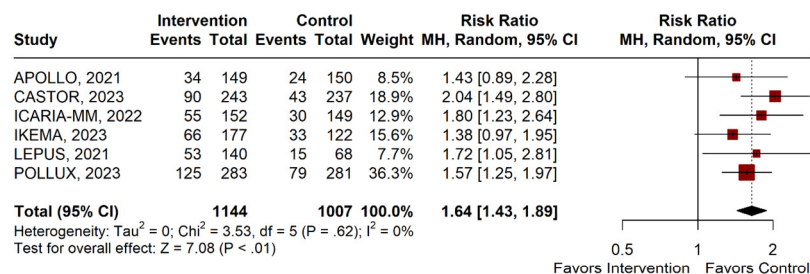 Intervention Control Risk Ratio Risk Ratio
Study Events Total Events Total Weight MH, Random, 95% CI MH, Random, 95% CI
APOLLO, 2021 34 149 24 150 8.5% 1.43 [0.89, 2.28]
CASTOR, 2023 90 243 43 237 18.9% 2.04 [1.49, 2.80]
ICARIA-MM, 2022 55 152 30 149 12.9% 1.80 [1.23, 2.64]
IKEMA, 2023 66 177 33 122 15.6% 1.38 [0.97, 1.95]
LEPUS, 2021 53 140 15 68 7.7% 1.72 [1.05, 2.81]
POLLUX, 2023 125 283 79 281 36.3% 1.57 [1.25, 1.97]
Total (95% CI) 1144 1007 100.0% 1.64 [1.43, 1.89]
Heterogeneity: Tau² = 0; Chi² = 3.53, df = 5 (P = .62); I² = 0%
Test for overall effect: Z = 7.08 (P < .01)
0.5 1 2
Favors Intervention Favors Control